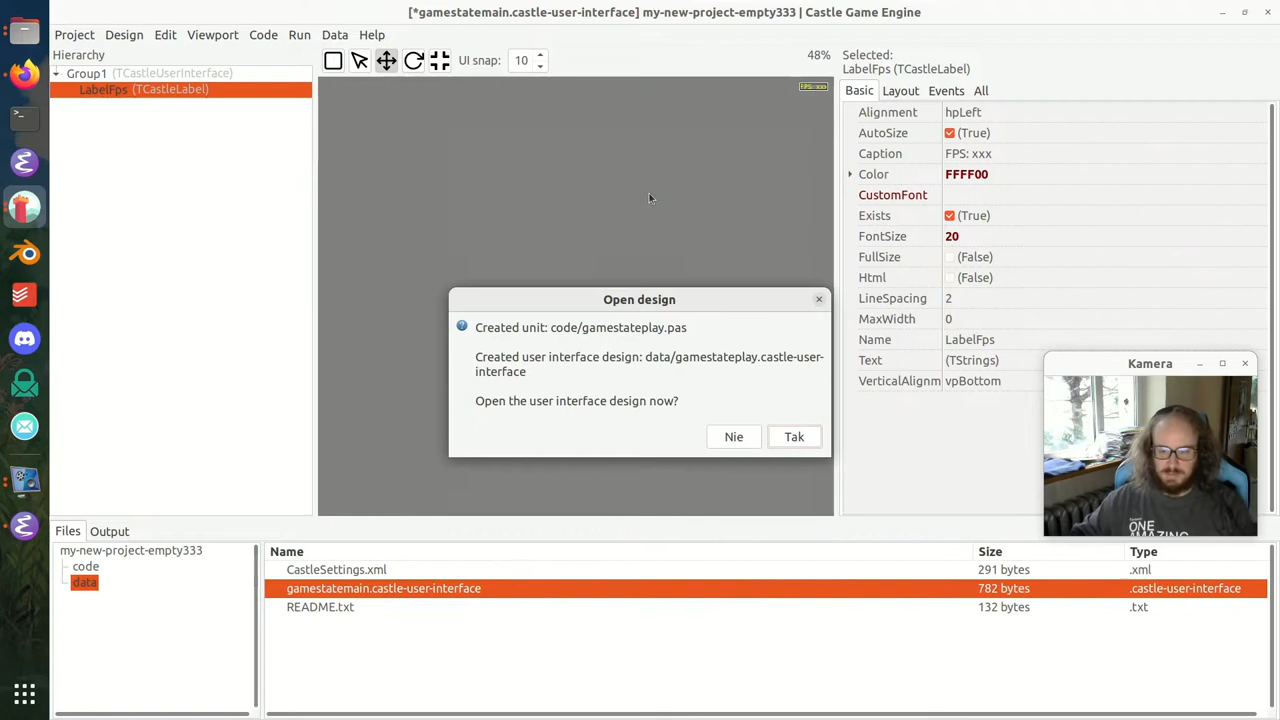 [*gamestatemain.castle-user-interface] my-new-project-empty333 | Castle Game Engine
Project Design Edit Viewport Code Run Data Help
Hierarchy
Group1 (TCastleUserInterface)
LabelFps (TCastleLabel)
UI snap: 10
48%
FPS: xxx
Selected:
LabelFps (TCastleLabel)
Basic Layout Events All
Alignment hpLeft
AutoSize (True)
Caption FPS: xxx
Color FFFF00
CustomFont
Exists (True)
FontSize 20
FullSize (False)
Html (False)
LineSpacing 2
MaxWidth 0
Name LabelFps
Text (TStrings)
VerticalAlignm vpBottom
Open design
Created unit: code/gamestateplay.pas
Created user interface design: data/gamestateplay.castle-user-
interface
Open the user interface design now?
Nie Tak
Kamera
ONE
AMAZING
Files Output
my-new-project-empty333
code
data
Name Size Type
CastleSettings.xml 291 bytes .xml
gamestatemain.castle-user-interface 782 bytes .castle-user-interface
README.txt 132 bytes .txt